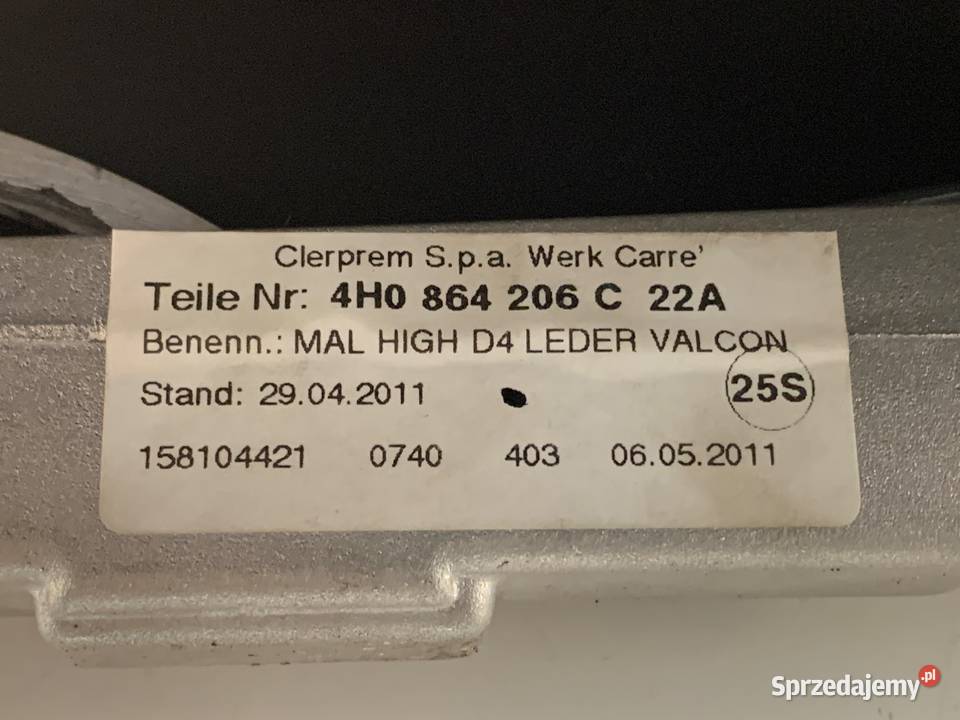 Clerprem S.p.a. Werk Carre'
Teile Nr: 4H0 864 206 C 22A
Benenn.: MAL HIGH D4 LEDER VALCON
Stand: 29.04.2011
25S
158104421 0740 403 06.05.2011
Sprzedajemy.pl